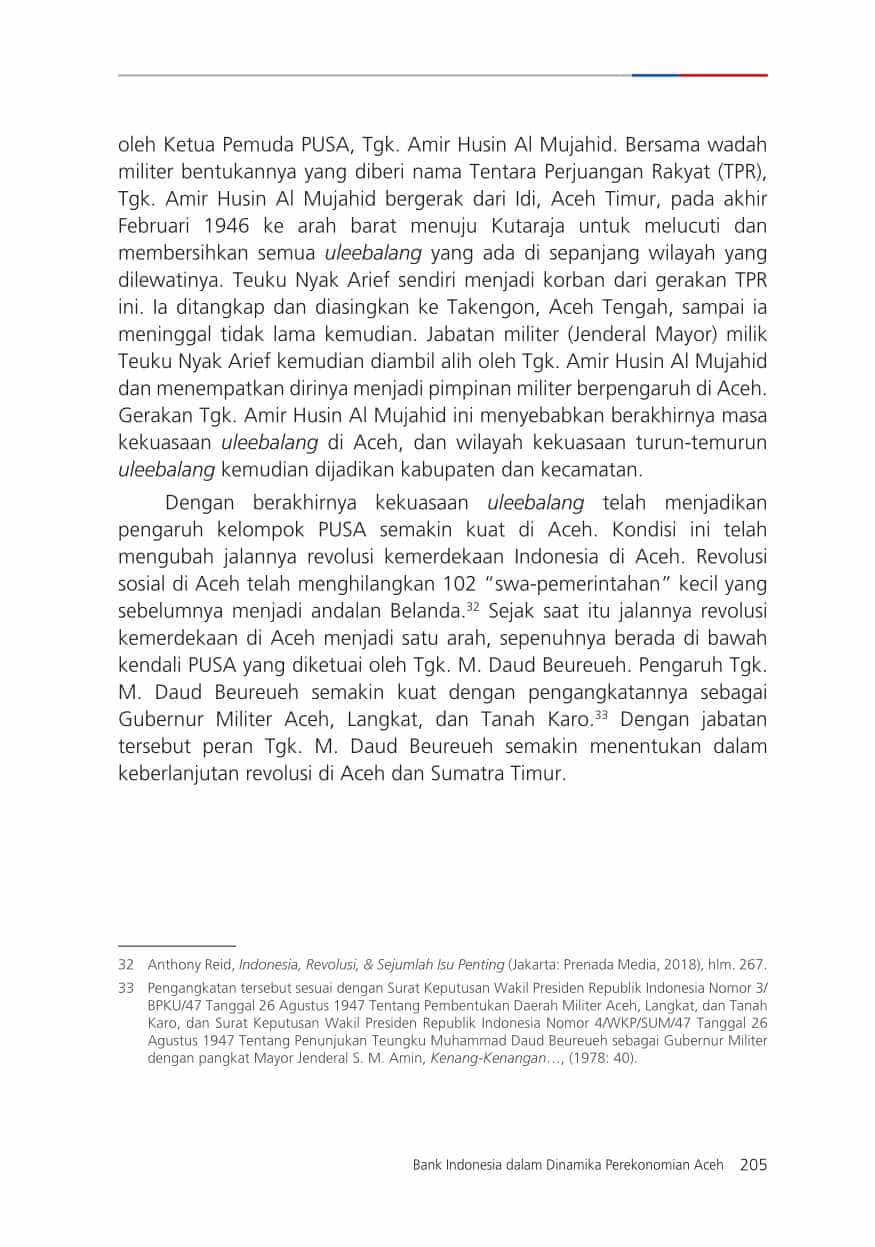 oleh Ketua Pemuda PUSA, Tgk. Amir Husin Al Mujahid. Bersama wadah
militer bentukannya yang diberi nama Tentara Perjuangan Rakyat (TPR),
Tgk. Amir Husin Al Mujahid bergerak dari Idi, Aceh Timur, pada akhir
Februari 1946 ke arah barat menuju Kutaraja untuk melucuti dan
membersihkan semua uleebalang yang ada di sepanjang wilayah yang
dilewatinya. Teuku Nyak Arief sendiri menjadi korban dari gerakan TPR
ini. Ia ditangkap dan diasingkan ke Takengon, Aceh Tengah, sampai ia
meninggal tidak lama kemudian. Jabatan militer (Jenderal Mayor) milik
Teuku Nyak Arief kemudian diambil alih oleh Tgk. Amir Husin Al Mujahid
dan menempatkan dirinya menjadi pimpinan militer berpengaruh di Aceh.
Gerakan Tgk. Amir Husin Al Mujahid ini menyebabkan berakhirnya masa
kekuasaan uleebalang di Aceh, dan wilayah kekuasaan turun-temurun
uleebalang kemudian dijadikan kabupaten dan kecamatan.
Dengan berakhirnya kekuasaan uleebalang telah menjadikan
pengaruh kelompok PUSA semakin kuat di Aceh. Kondisi ini telah
mengubah jalannya revolusi kemerdekaan Indonesia di Aceh. Revolusi
sosial di Aceh telah menghilangkan 102 “swa-pemerintahan” kecil yang
sebelumnya menjadi andalan Belanda.32 Sejak saat itu jalannya revolusi
kemerdekaan di Aceh menjadi satu arah, sepenuhnya berada di bawah
kendali PUSA yang diketuai oleh Tgk. M. Daud Beureueh. Pengaruh Tgk.
M. Daud Beureueh semakin kuat dengan pengangkatannya sebagai
Gubernur Militer Aceh, Langkat, dan Tanah Karo.33 Dengan jabatan
tersebut peran Tgk. M. Daud Beureueh semakin menentukan dalam
keberlanjutan revolusi di Aceh dan Sumatra Timur.
32 Anthony Reid, Indonesia, Revolusi, & Sejumlah Isu Penting (Jakarta: Prenada Media, 2018), hlm. 267.
33 Pengangkatan tersebut sesuai dengan Surat Keputusan Wakil Presiden Republik Indonesia Nomor 3/
BPKU/47 Tanggal 26 Agustus 1947 Tentang Pembentukan Daerah Militer Aceh, Langkat, dan Tanah
Karo, dan Surat Keputusan Wakil Presiden Republik Indonesia Nomor 4/WKP/SUM/47 Tanggal 26
Agustus 1947 Tentang Penunjukan Teungku Muhammad Daud Beureueh sebagai Gubernur Militer
dengan pangkat Mayor Jenderal S. M. Amin, Kenang-Kenangan…, (1978: 40).
Bank Indonesia dalam Dinamika Perekonomian Aceh 205